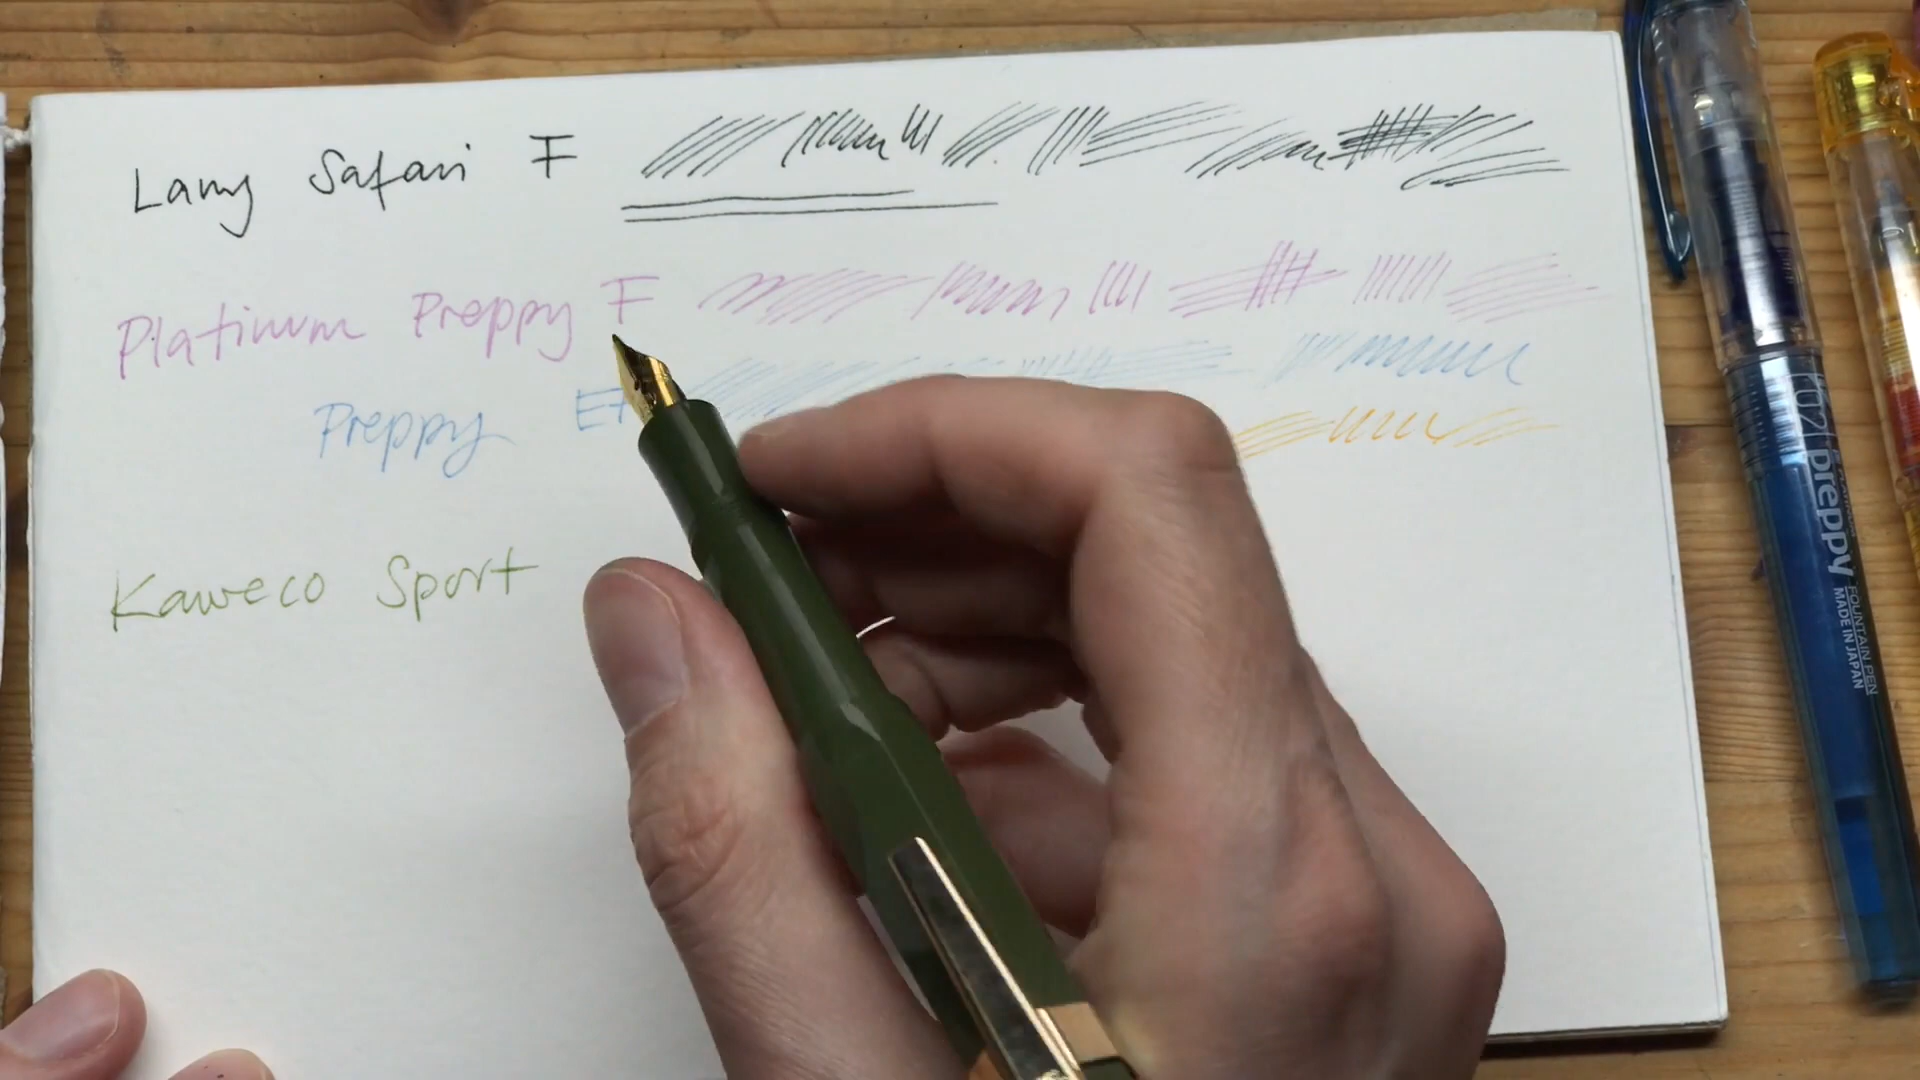 Lamy Safari F
Platinum Preppy F
Preppy EF
Kaweco Sport
02 preppy FOUNTAIN PEN
MADE IN JAPAN